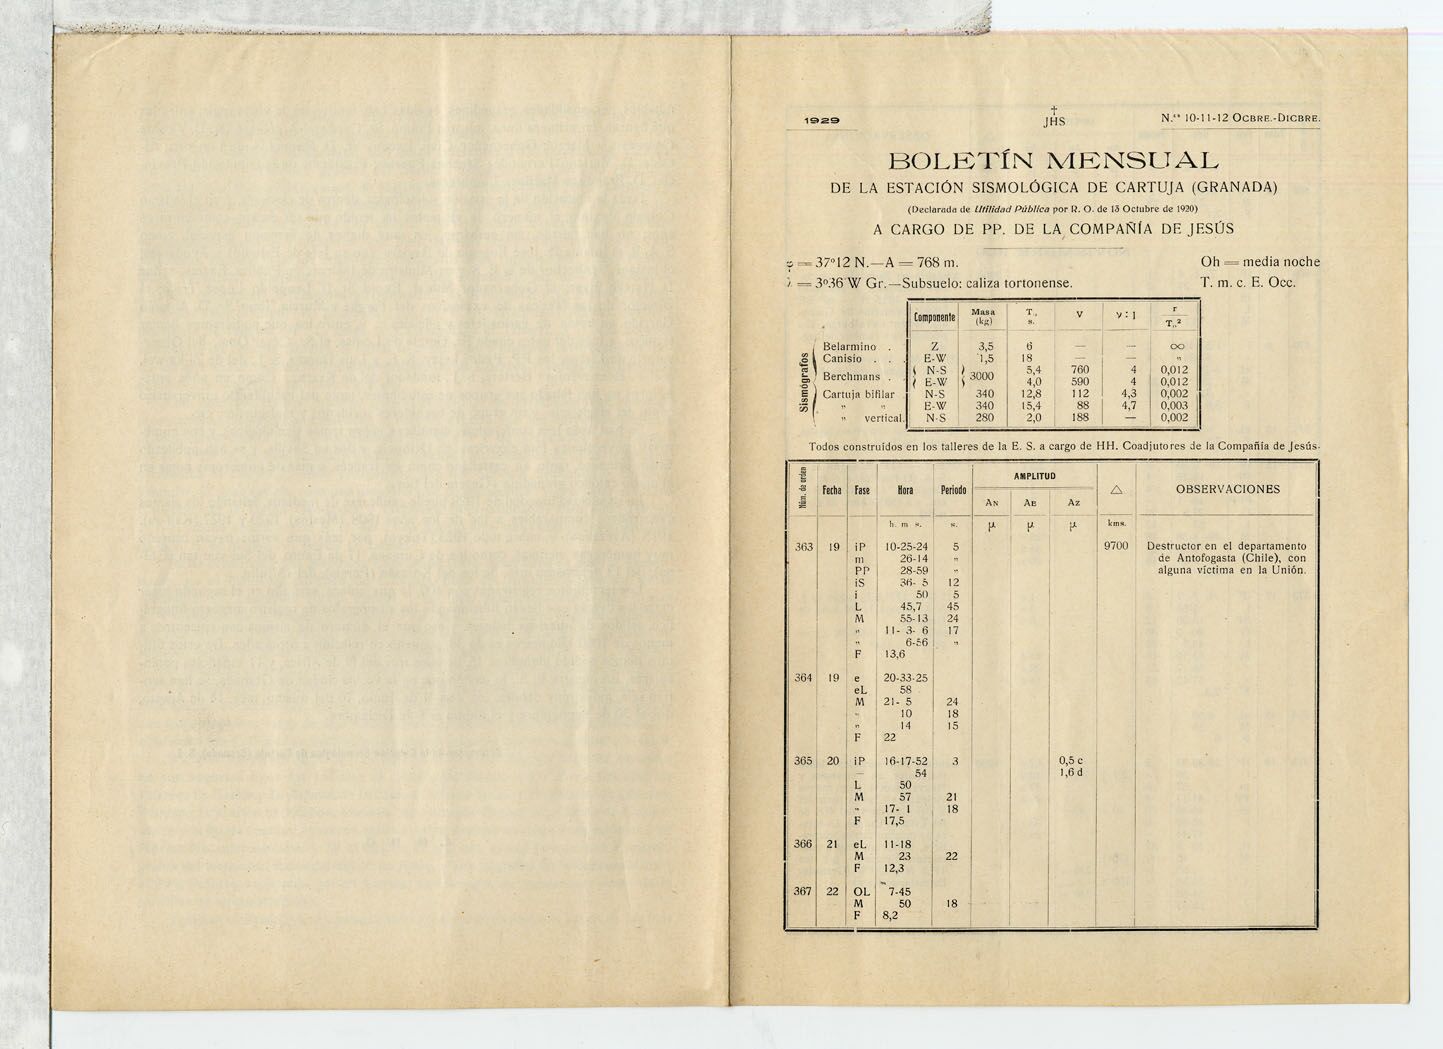 1929
†
JHS
N.ºˢ 10-11-12 OCBRE.-DICBRE.
BOLETÍN MENSUAL
DE LA ESTACIÓN SISMOLÓGICA DE CARTUJA (GRANADA)
(Declarada de Utilidad Pública por R. O. de 13 Octubre de 1920)
A CARGO DE PP. DE LA COMPAÑÍA DE JESÚS
φ = 37º12 N.—A = 768 m. Oh = media noche
λ = 3º36 W Gr.—Subsuelo: caliza tortonense. T. m. c. E. Occ.
Componente Masa (kg) T., s. V v : 1 r / T,,²
Sismógrafos
Belarmino . Z 3,5 6 — — ∞
Canisio . . . E-W 1,5 18 — — "
Berchmans . { N-S } 3000 5,4 760 4 0,012
{ E-W } 4,0 590 4 0,012
Cartuja bifilar N-S 340 12,8 112 4,3 0,002
" " E-W 340 15,4 88 4,7 0,003
" vertical. N-S 280 2,0 188 — 0,002
Todos construídos en los talleres de la E. S. a cargo de HH. Coadjutores de la Compañía de Jesús.
Núm. de orden Fecha Fase Hora Periodo AMPLITUD △ OBSERVACIONES
AN AE AZ
h. m s. s. µ µ µ kms.
363 19 iP 10-25-24 5 9700 Destructor en el departamento
m 26-14 " de Antofogasta (Chile), con
PP 28-59 " alguna víctima en la Unión.
iS 36- 5 12
i 50 5
L 45,7 45
M 55-13 24
" 11- 3- 6 17
" 6-56 "
F 13,6
364 19 e 20-33-25
eL 58
M 21- 5 24
" 10 18
" 14 15
F 22
365 20 iP 16-17-52 3 0,5 c
— 54 1,6 d
L 50
M 57 21
" 17- 1 18
F 17,5
366 21 eL 11-18
M 23 22
F 12,3
367 22 OL 7-45
M 50 18
F 8,2